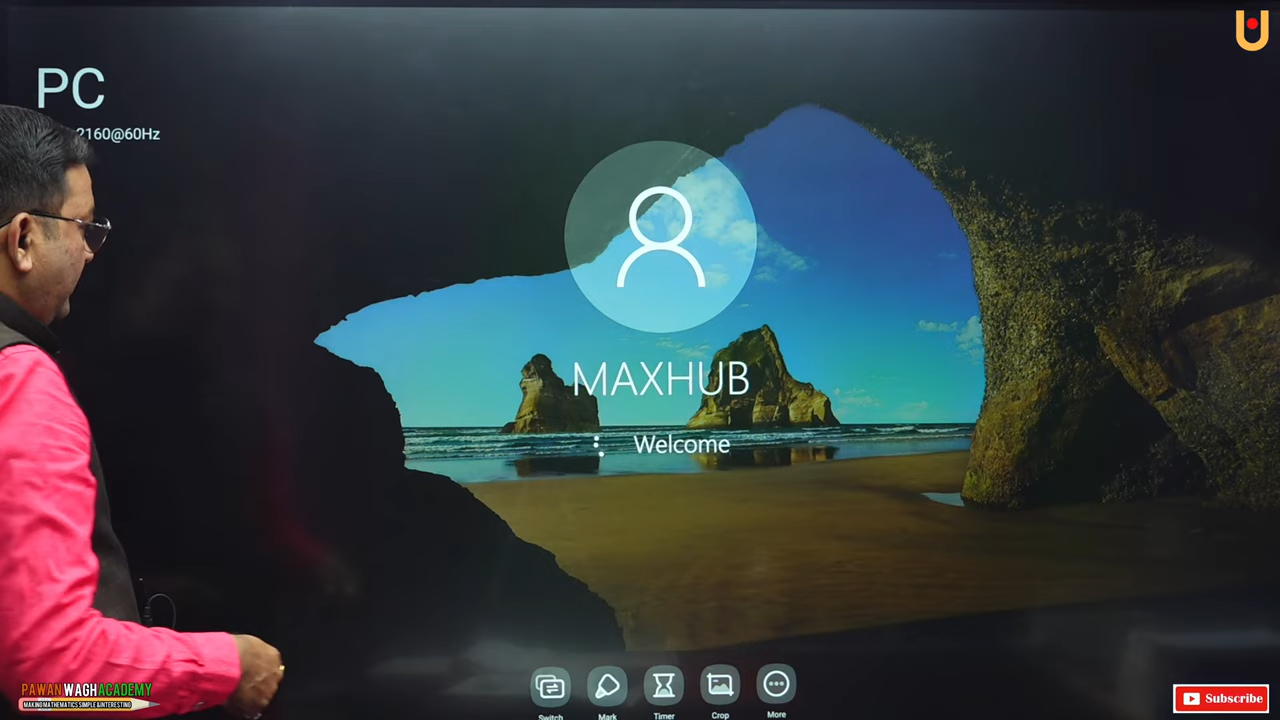 PC
2160@60Hz
MAXHUB
Welcome
Switch
Mark
Timer
Crop
More
PAWAN WAGH ACADEMY
MAKING MATHEMATICS SIMPLE & INTERESTING
Subscribe